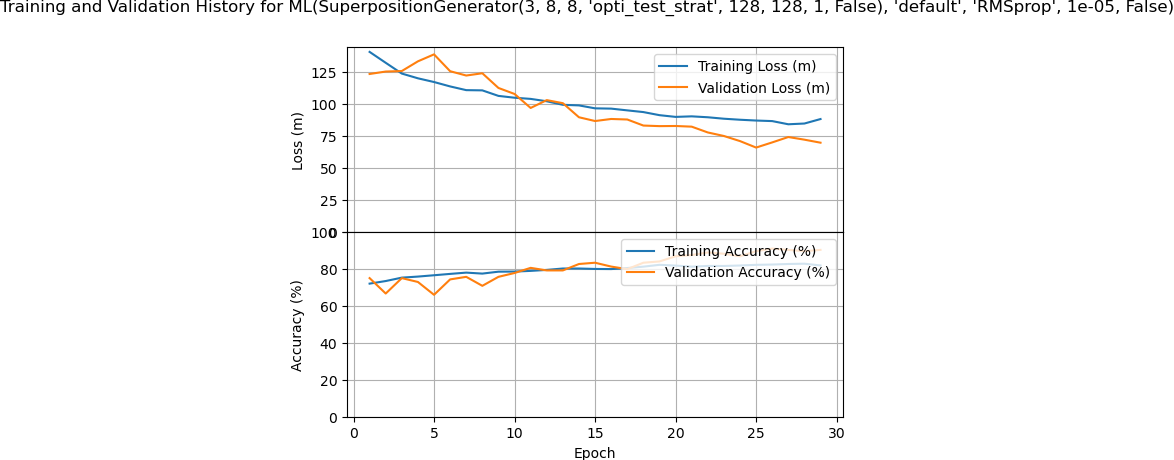 Training and Validation History for ML(SuperpositionGenerator(3, 8, 8, 'opti_test_strat', 128, 128, 1, False), 'default', 'RMSprop', 1e-05, False)
Training Loss (m)
Validation Loss (m)
125
100
75
50
25
0
Loss (m)
Training Accuracy (%)
Validation Accuracy (%)
100
80
60
40
20
0
Accuracy (%)
0 5 10 15 20 25 30
Epoch